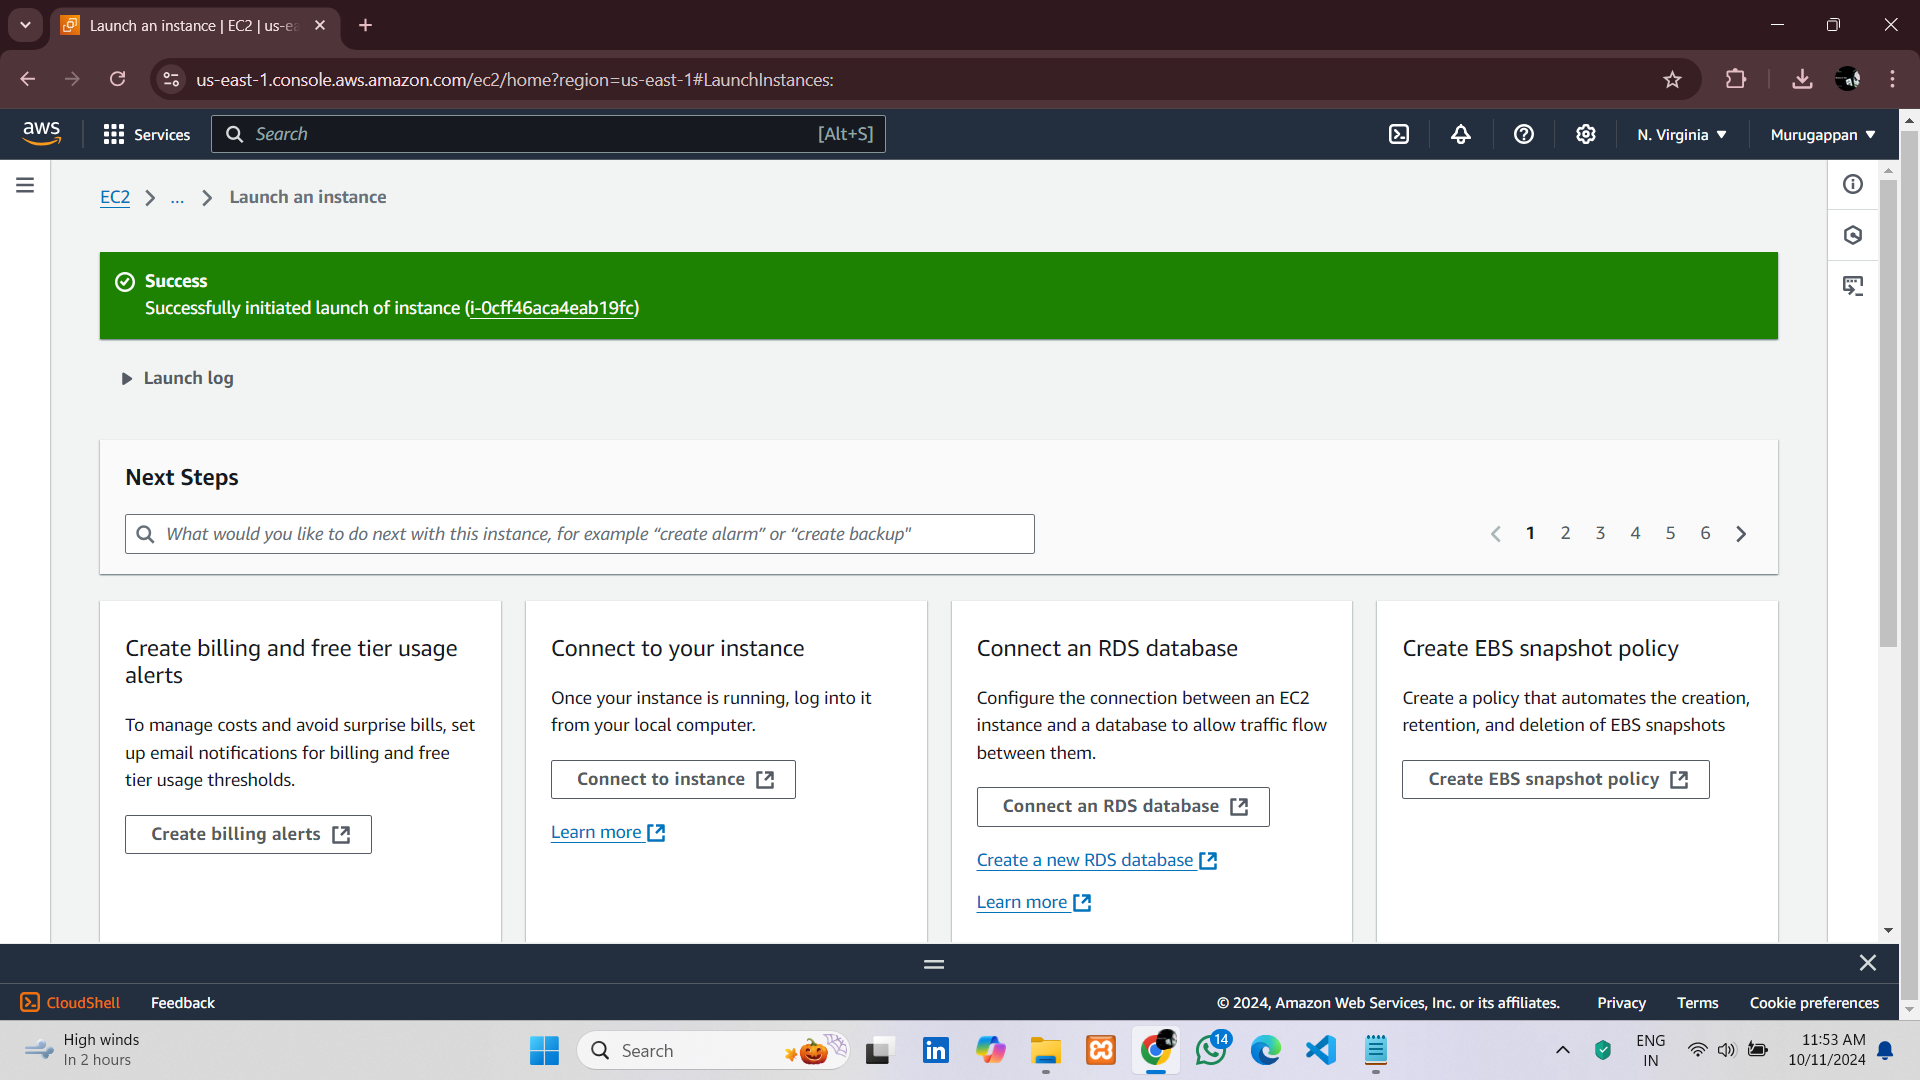 Launch an instance | EC2 | us-ea
us-east-1.console.aws.amazon.com/ec2/home?region=us-east-1#LaunchInstances:
aws
Services
Search
[Alt+S]
N. Virginia
Murugappan
EC2
...
Launch an instance
Success
Successfully initiated launch of instance (i-0cff46aca4eab19fc)
Launch log
Next Steps
What would you like to do next with this instance, for example “create alarm” or “create backup"
1 2 3 4 5 6
Create billing and free tier usage
alerts
To manage costs and avoid surprise bills, set
up email notifications for billing and free
tier usage thresholds.
Create billing alerts
Connect to your instance
Once your instance is running, log into it
from your local computer.
Connect to instance
Learn more
Connect an RDS database
Configure the connection between an EC2
instance and a database to allow traffic flow
between them.
Connect an RDS database
Create a new RDS database
Learn more
Create EBS snapshot policy
Create a policy that automates the creation,
retention, and deletion of EBS snapshots
Create EBS snapshot policy
CloudShell
Feedback
© 2024, Amazon Web Services, Inc. or its affiliates.
Privacy
Terms
Cookie preferences
High winds
In 2 hours
Search
14
ENG
IN
11:53 AM
10/11/2024